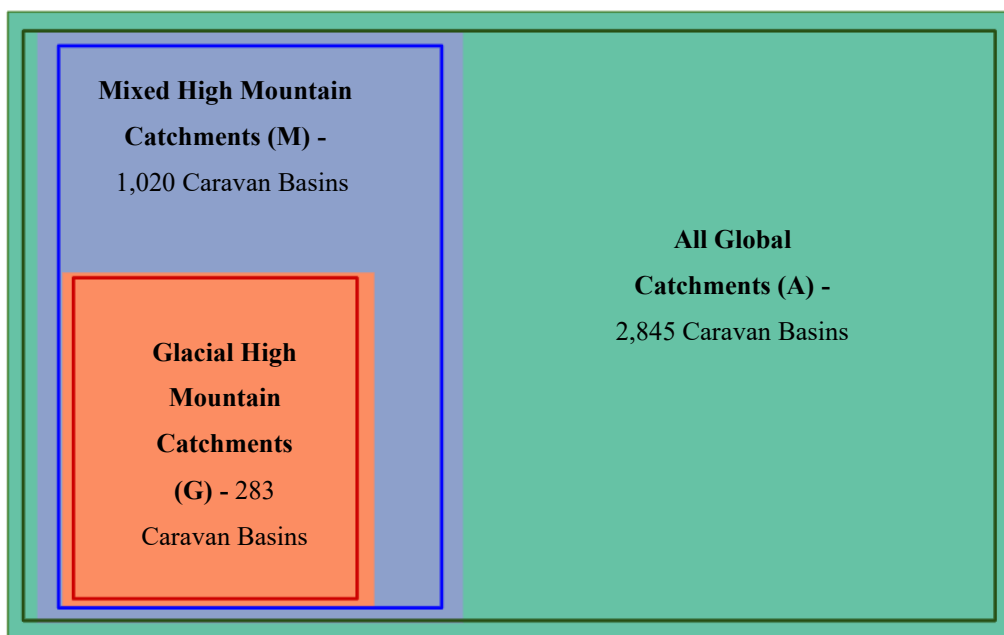 Mixed High Mountain
Catchments (M) -
1,020 Caravan Basins
Glacial High
Mountain
Catchments
(G) - 283
Caravan Basins
All Global
Catchments (A) -
2,845 Caravan Basins